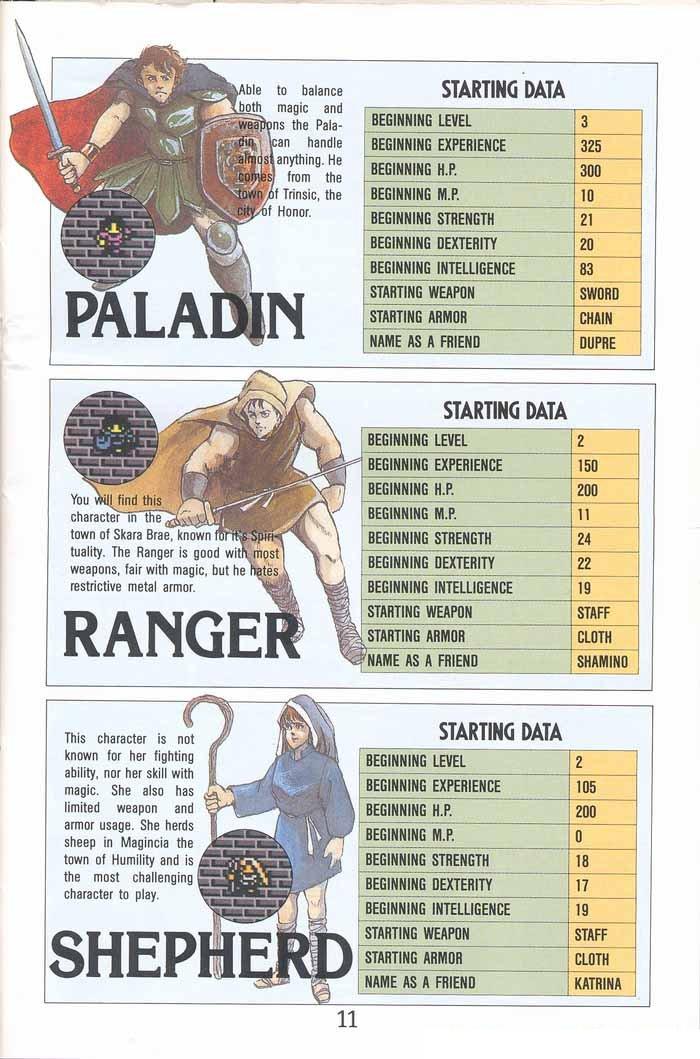 Able to balance
both magic and
weapons the Pala-
din can handle
almost anything. He
comes from the
town of Trinsic, the
city of Honor.
PALADIN
STARTING DATA
BEGINNING LEVEL 3
BEGINNING EXPERIENCE 325
BEGINNING H.P. 300
BEGINNING M.P. 10
BEGINNING STRENGTH 21
BEGINNING DEXTERITY 20
BEGINNING INTELLIGENCE 83
STARTING WEAPON SWORD
STARTING ARMOR CHAIN
NAME AS A FRIEND DUPRE
You will find this
character in the
town of Skara Brae, known for it's Spiri-
tuality. The Ranger is good with most
weapons, fair with magic, but he hates
restrictive metal armor.
RANGER
STARTING DATA
BEGINNING LEVEL 2
BEGINNING EXPERIENCE 150
BEGINNING H.P. 200
BEGINNING M.P. 11
BEGINNING STRENGTH 24
BEGINNING DEXTERITY 22
BEGINNING INTELLIGENCE 19
STARTING WEAPON STAFF
STARTING ARMOR CLOTH
NAME AS A FRIEND SHAMINO
This character is not
known for her fighting
ability, nor her skill with
magic. She also has
limited weapon and
armor usage. She herds
sheep in Magincia the
town of Humility and is
the most challenging
character to play.
SHEPHERD
STARTING DATA
BEGINNING LEVEL 2
BEGINNING EXPERIENCE 105
BEGINNING H.P. 200
BEGINNING M.P. 0
BEGINNING STRENGTH 18
BEGINNING DEXTERITY 17
BEGINNING INTELLIGENCE 19
STARTING WEAPON STAFF
STARTING ARMOR CLOTH
NAME AS A FRIEND KATRINA
11